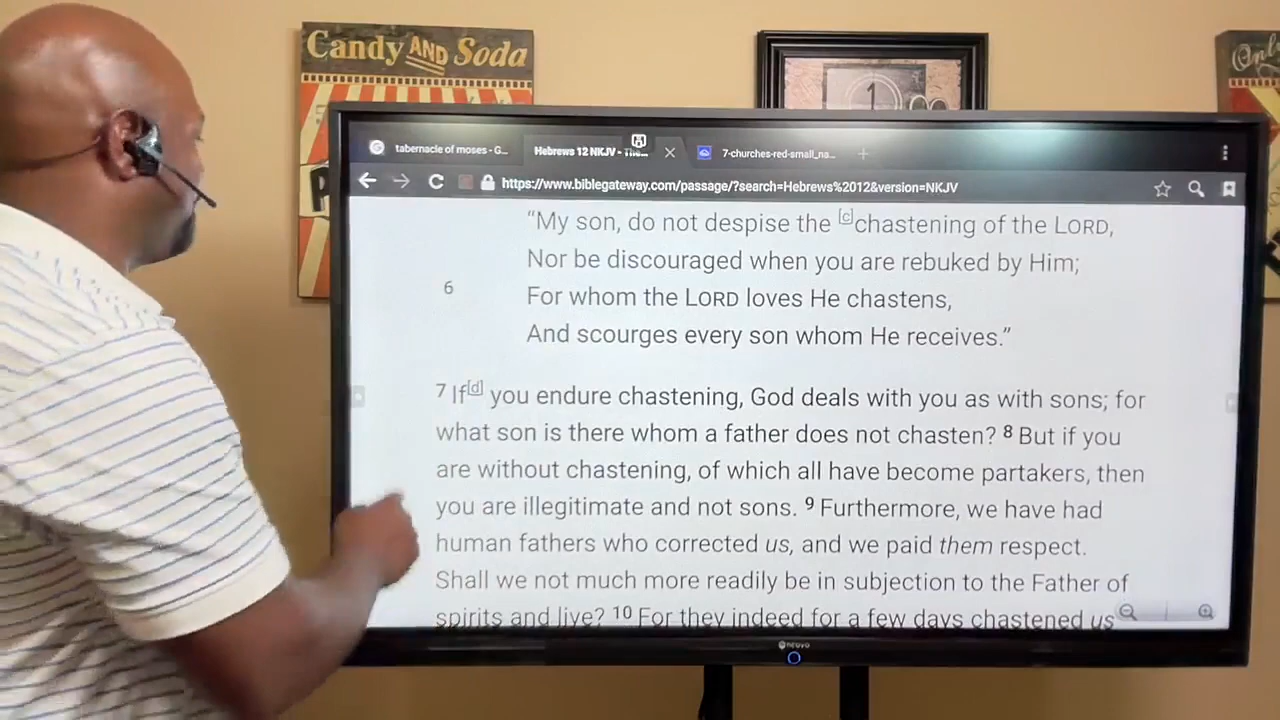 Candy AND Soda
Onl
1
tabernacle of moses - G...
Hebrews 12 NKJV - The...
7-churches-red-small_na...
https://www.biblegateway.com/passage/?search=Hebrews%2012&version=NKJV
“My son, do not despise the [c]chastening of the LORD,
Nor be discouraged when you are rebuked by Him;
6 For whom the LORD loves He chastens,
And scourges every son whom He receives.”
7 If[d] you endure chastening, God deals with you as with sons; for
what son is there whom a father does not chasten? 8 But if you
are without chastening, of which all have become partakers, then
you are illegitimate and not sons. 9 Furthermore, we have had
human fathers who corrected us, and we paid them respect.
Shall we not much more readily be in subjection to the Father of
spirits and live? 10 For they indeed for a few days chastened us
neovo